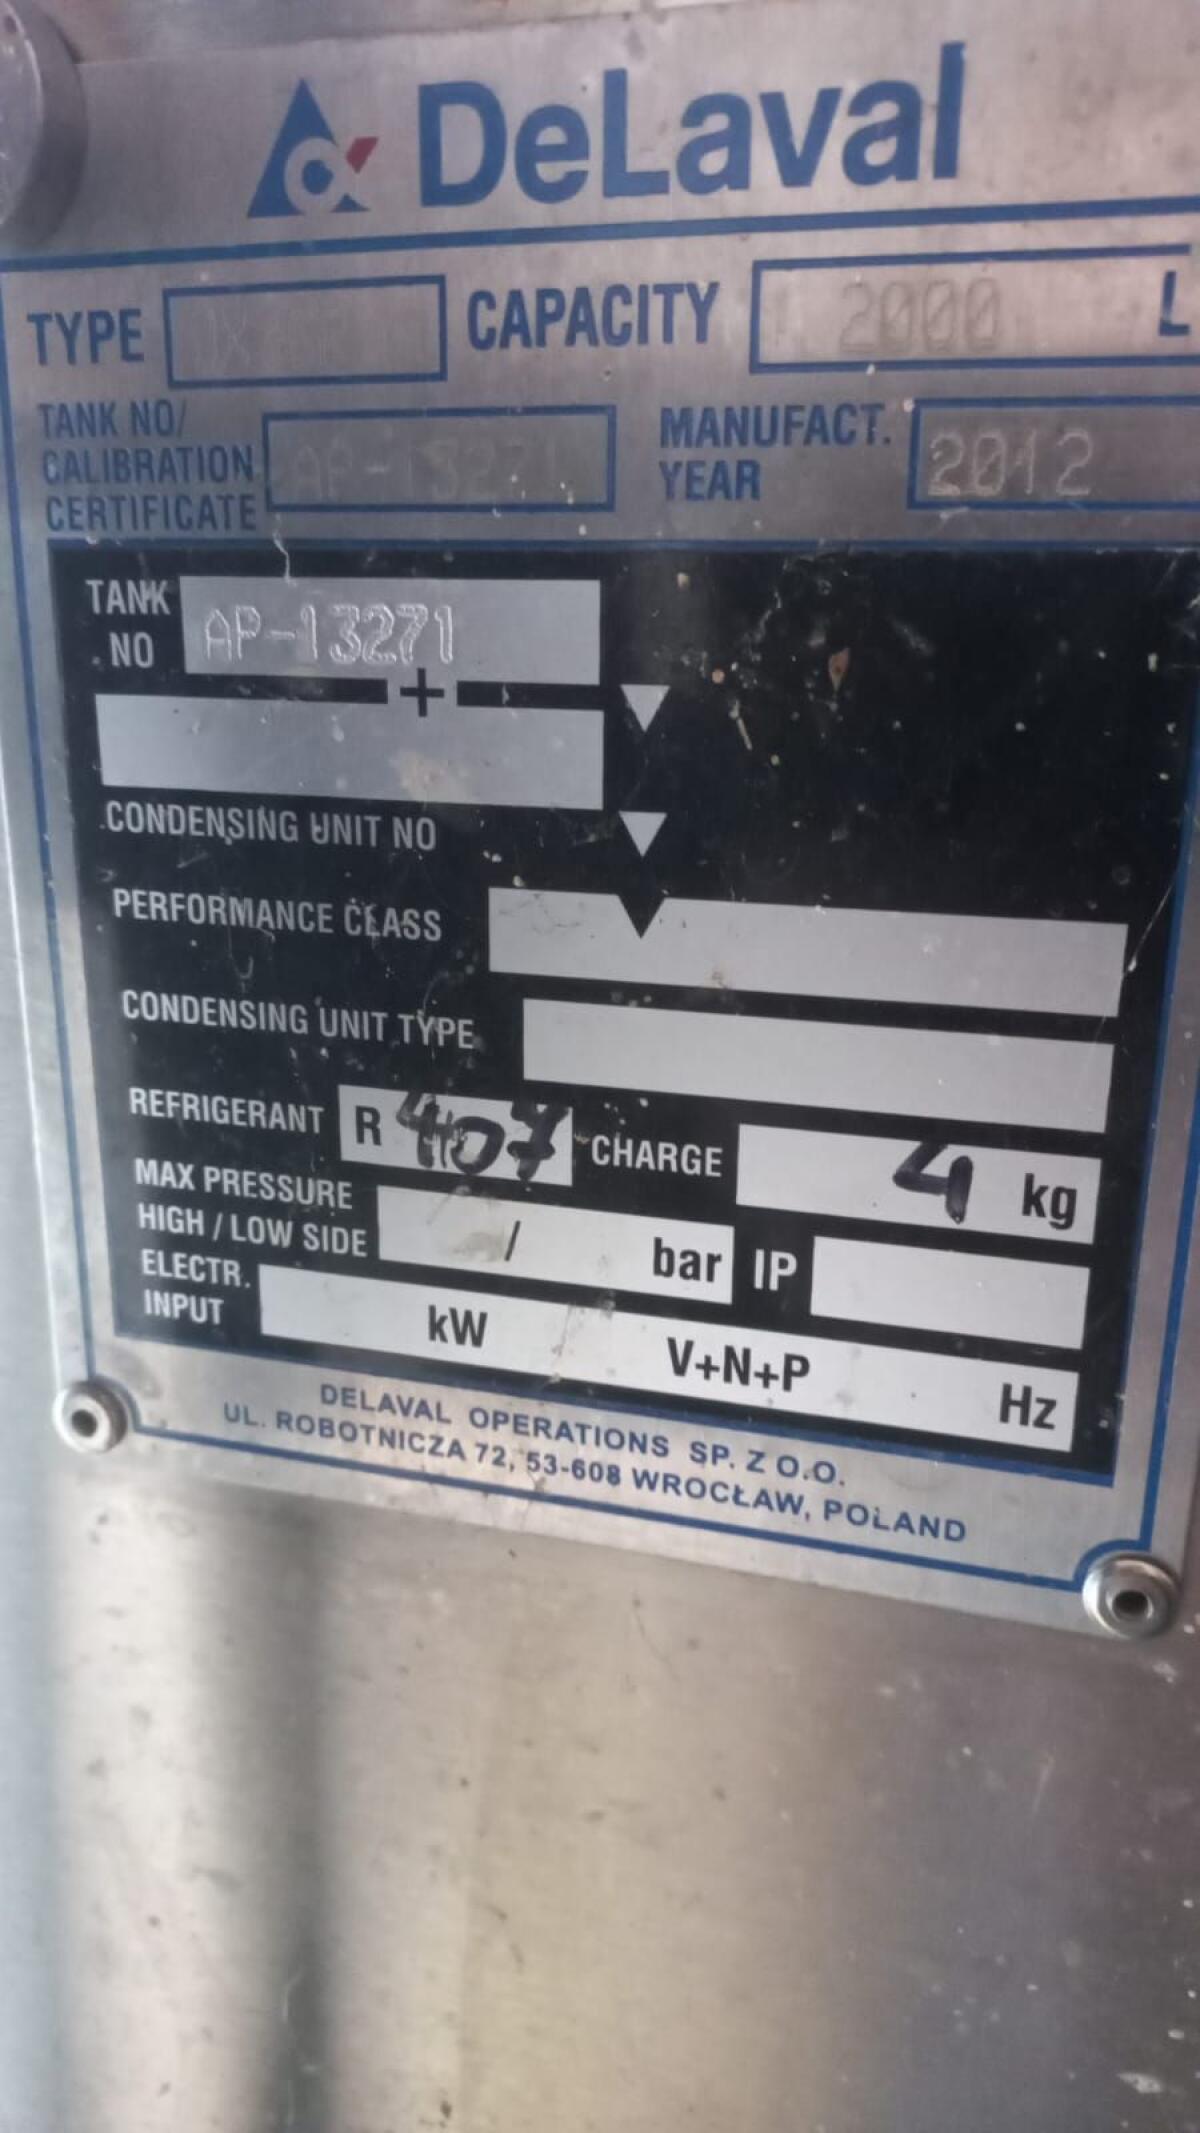 DeLaval
TYPE CAPACITY 2000 L
TANK NO/
CALIBRATION
CERTIFICATE AP-13271
MANUFACT.
YEAR 2012
TANK
NO AP-13271
+
CONDENSING UNIT NO
PERFORMANCE CLASS
CONDENSING UNIT TYPE
REFRIGERANT R 407 CHARGE 4 kg
MAX PRESSURE
HIGH / LOW SIDE / bar IP
ELECTR.
INPUT kW V+N+P Hz
DELAVAL OPERATIONS SP. Z O.O.
UL. ROBOTNICZA 72, 53-608 WROCŁAW, POLAND